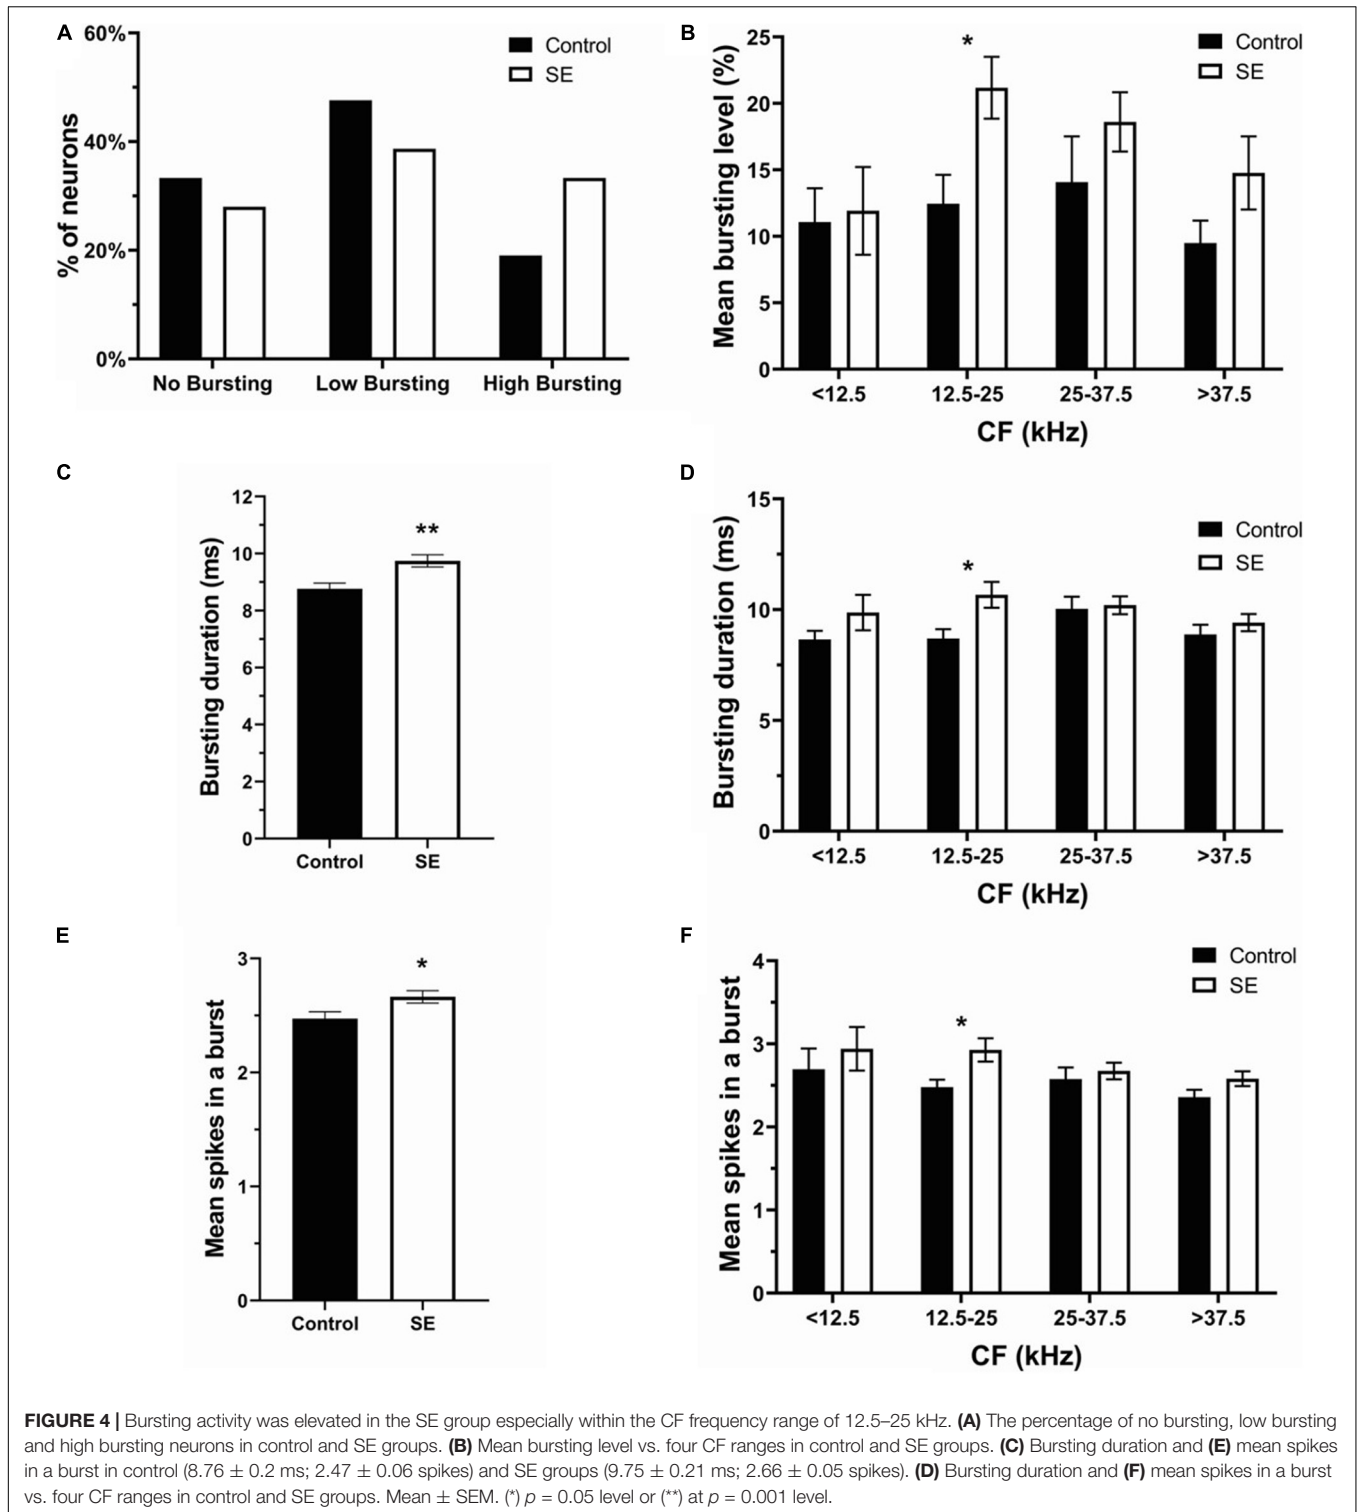 A
60%
40%
20%
0%
% of neurons
Control
SE
No Bursting
Low Bursting
High Bursting
B
25
20
15
10
5
0
Mean bursting level (%)
*
Control
SE
<12.5
12.5-25
25-37.5
>37.5
CF (kHz)
C
12
10
8
6
4
2
0
Bursting duration (ms)
**
Control
SE
D
15
10
5
0
Bursting duration (ms)
*
Control
SE
<12.5
12.5-25
25-37.5
>37.5
CF (kHz)
E
3
2
1
0
Mean spikes in a burst
*
Control
SE
F
4
3
2
1
0
Mean spikes in a burst
*
Control
SE
<12.5
12.5-25
25-37.5
>37.5
CF (kHz)
FIGURE 4 | Bursting activity was elevated in the SE group especially within the CF frequency range of 12.5–25 kHz. (A) The percentage of no bursting, low bursting
and high bursting neurons in control and SE groups. (B) Mean bursting level vs. four CF ranges in control and SE groups. (C) Bursting duration and (E) mean spikes
in a burst in control (8.76 ± 0.2 ms; 2.47 ± 0.06 spikes) and SE groups (9.75 ± 0.21 ms; 2.66 ± 0.05 spikes). (D) Bursting duration and (F) mean spikes in a burst
vs. four CF ranges in control and SE groups. Mean ± SEM. (*) p = 0.05 level or (**) at p = 0.001 level.